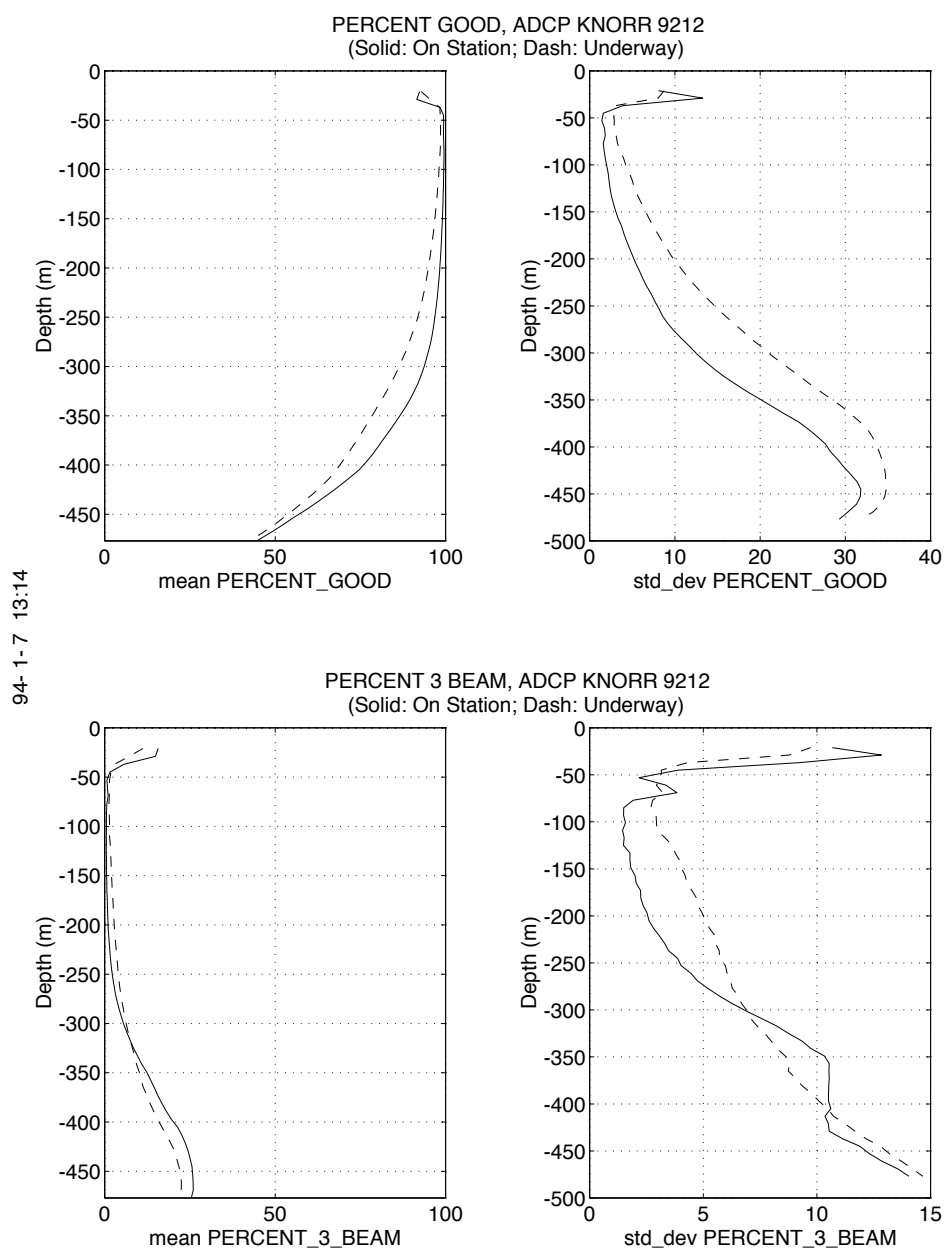 PERCENT GOOD, ADCP KNORR 9212
(Solid: On Station; Dash: Underway)
0
-50
-100
-150
-200
-250
-300
-350
-400
-450
Depth (m)
0 50 100
mean PERCENT_GOOD
0
-50
-100
-150
-200
-250
-300
-350
-400
-450
-500
Depth (m)
0 10 20 30 40
std_dev PERCENT_GOOD
94- 1- 7 13:14
PERCENT 3 BEAM, ADCP KNORR 9212
(Solid: On Station; Dash: Underway)
0
-50
-100
-150
-200
-250
-300
-350
-400
-450
Depth (m)
0 50 100
mean PERCENT_3_BEAM
0
-50
-100
-150
-200
-250
-300
-350
-400
-450
-500
Depth (m)
0 5 10 15
std_dev PERCENT_3_BEAM